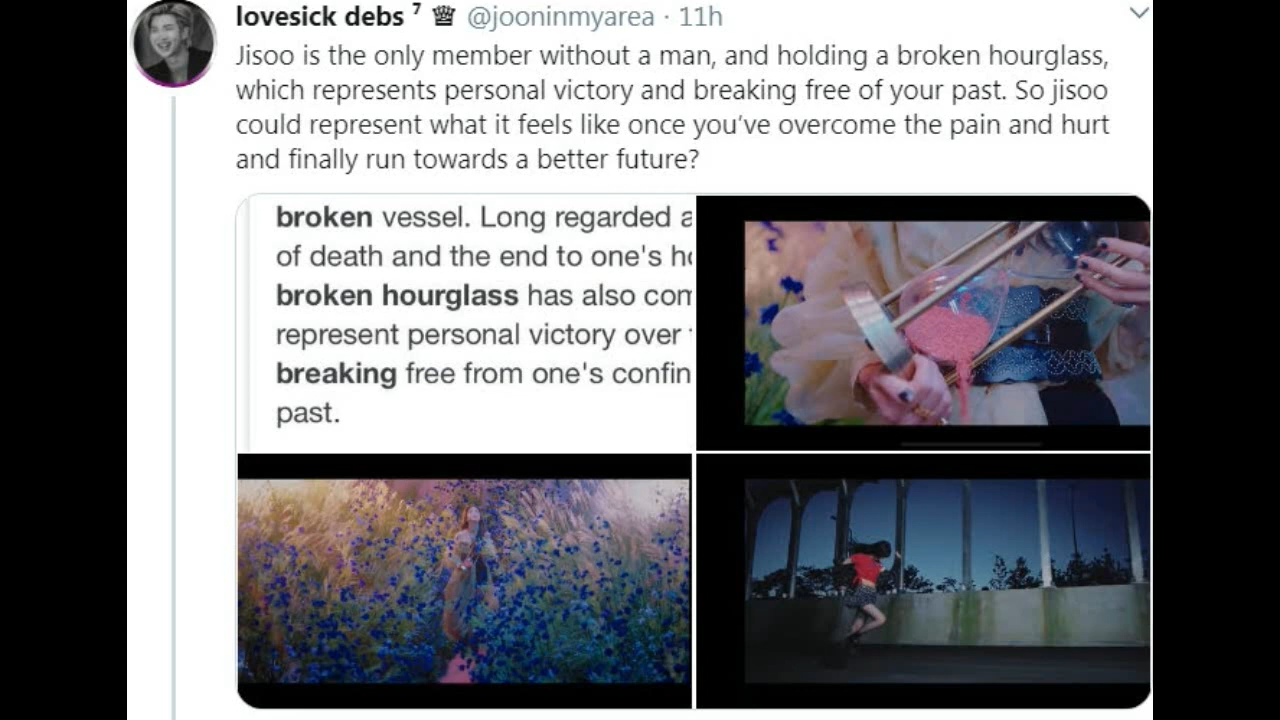 lovesick debs ⁷ ♕ @jooninmyarea · 11h
Jisoo is the only member without a man, and holding a broken hourglass,
which represents personal victory and breaking free of your past. So jisoo
could represent what it feels like once you've overcome the pain and hurt
and finally run towards a better future?
broken vessel. Long regarded a
of death and the end to one's h
broken hourglass has also com
represent personal victory over
breaking free from one's confin
past.